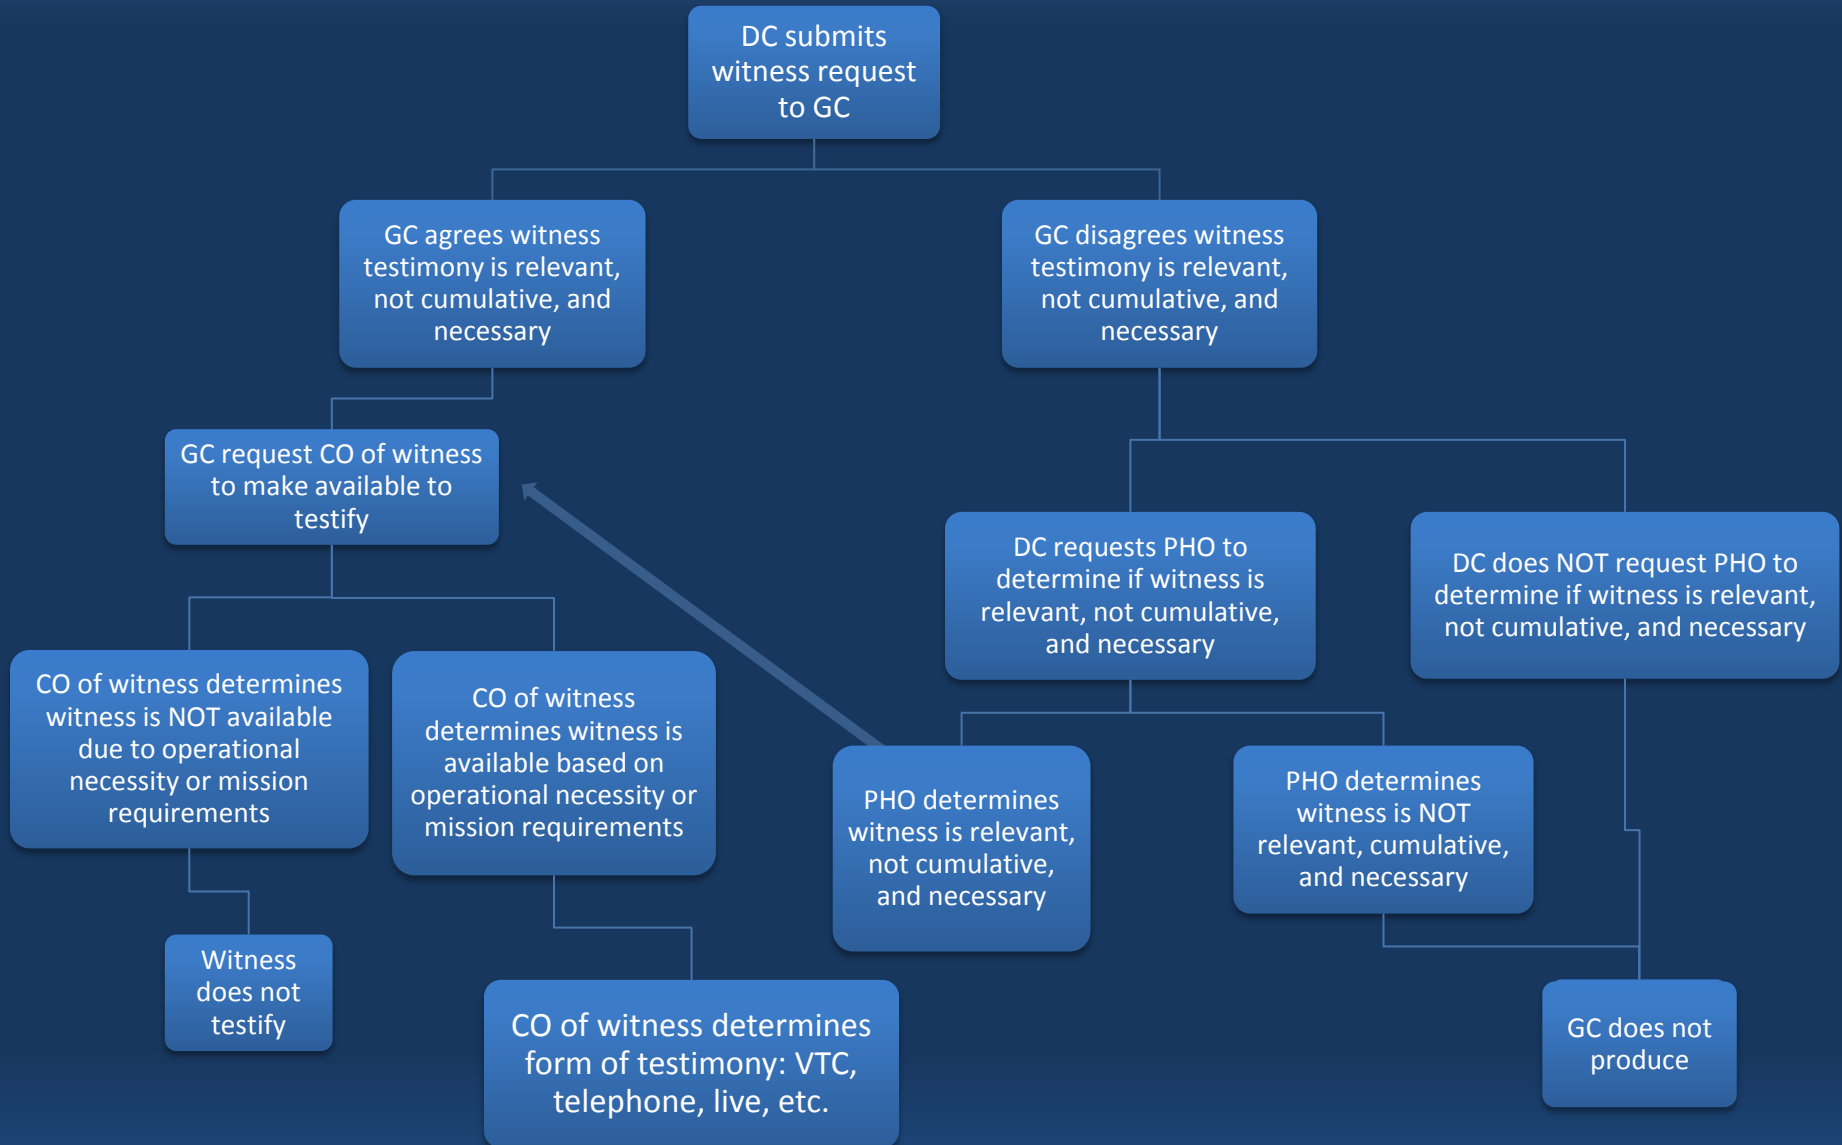 DC submits
witness request
to GC
GC agrees witness
testimony is relevant,
not cumulative, and
necessary
GC disagrees witness
testimony is relevant,
not cumulative, and
necessary
GC request CO of witness
to make available to
testify
DC requests PHO to
determine if witness is
relevant, not cumulative,
and necessary
DC does NOT request PHO to
determine if witness is relevant,
not cumulative, and necessary
CO of witness determines
witness is NOT available
due to operational
necessity or mission
requirements
CO of witness
determines witness is
available based on
operational necessity or
mission requirements
PHO determines
witness is relevant,
not cumulative,
and necessary
PHO determines
witness is NOT
relevant, cumulative,
and necessary
Witness
does not
testify
CO of witness determines
form of testimony: VTC,
telephone, live, etc.
GC does not
produce